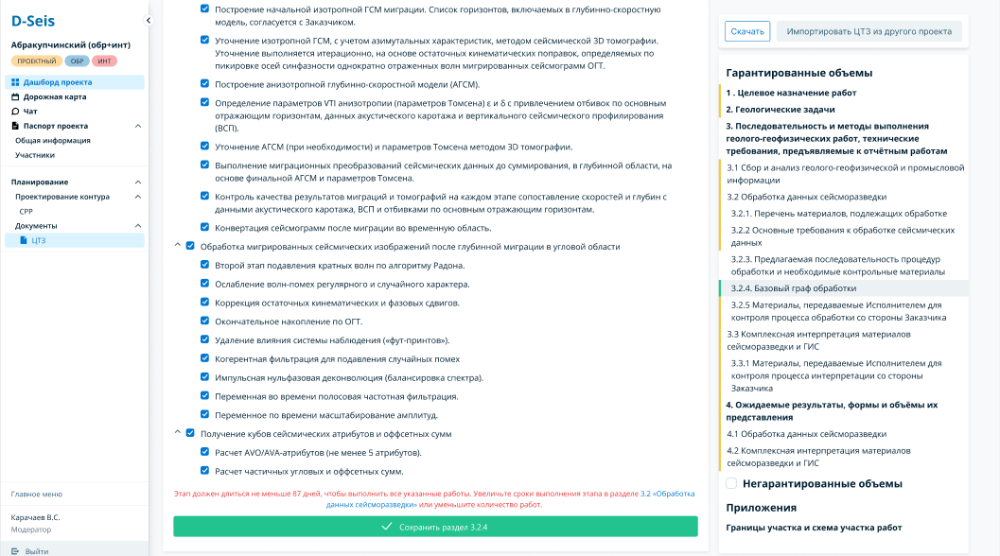 D-Seis
Абракупчинский (обр+инт)
ПРОЕКТНЫЙ
ОБР
ИНТ
Дашборд проекта
Дорожная карта
Чат
Паспорт проекта
Общая информация
Участники
Планирование
Проектирование контура
СРР
Документы
ЦТЗ
Главное меню
Карачаев В.С.
Модератор
Выйти
Построение начальной изотропной ГСМ миграции. Список горизонтов, включаемых в глубинно-скоростную
модель, согласуется с Заказчиком.
Уточнение изотропной ГСМ, с учетом азимутальных характеристик, методом сейсмической 3D томографии.
Уточнение выполняется итерационно, на основе остаточных кинематических поправок, определяемых по
пикировке осей синфазности однократно отраженных волн мигрированных сейсмограмм ОГТ.
Построение анизотропной глубинно-скоростной модели (АГСМ).
Определение параметров VTI анизотропии (параметров Томсена) ε и δ с привлечением отбивок по основным
отражающим горизонтам, данных акустического каротажа и вертикального сейсмического профилирования
(ВСП).
Уточнение АГСМ (при необходимости) и параметров Томсена методом 3D томографии.
Выполнение миграционных преобразований сейсмических данных до суммирования, в глубинной области, на
основе финальной АГСМ и параметров Томсена.
Контроль качества результатов миграций и томографий на каждом этапе сопоставление скоростей и глубин с
данными акустического каротажа, ВСП и отбивками по основным отражающим горизонтам.
Конвертация сейсмограмм после миграции во временную область.
Обработка мигрированных сейсмических изображений после глубинной миграции в угловой области
Второй этап подавления кратных волн по алгоритму Радона.
Ослабление волн-помех регулярного и случайного характера.
Коррекция остаточных кинематических и фазовых сдвигов.
Окончательное накопление по ОГТ.
Удаление влияния системы наблюдения («фут-принтов»).
Когерентная фильтрация для подавления случайных помех
Импульсная нульфазовая деконволюция (балансировка спектра).
Переменная во времени полосовая частотная фильтрация.
Переменное по времени масштабирование амплитуд.
Получение кубов сейсмических атрибутов и оффсетных сумм
Расчет AVO/AVA-атрибутов (не менее 5 атрибутов).
Расчет частичных угловых и оффсетных сумм.
Этап должен длиться не меньше 87 дней, чтобы выполнить все указанные работы. Увеличьте сроки выполнения этапа в разделе 3.2 «Обработка
данных сейсморазведки» или уменьшите количество работ.
Сохранить раздел 3.2.4
Скачать
Импортировать ЦТЗ из другого проекта
Гарантированные объемы
1 . Целевое назначение работ
2. Геологические задачи
3. Последовательность и методы выполнения
геолого-геофизических работ, технические
требования, предъявляемые к отчётным работам
3.1 Сбор и анализ геолого-геофизической и промысловой
информации
3.2 Обработка данных сейсморазведки
3.2.1. Перечень материалов, подлежащих обработке
3.2.2 Основные требования к обработке сейсмических
данных
3.2.3. Предлагаемая последовательность процедур
обработки и необходимые контрольные материалы
3.2.4. Базовый граф обработки
3.2.5 Материалы, передаваемые Исполнителем для
контроля процесса обработки со стороны Заказчика
3.3 Комплексная интерпретация материалов
сейсморазведки и ГИС
3.3.1 Материалы, передаваемые Исполнителем для
контроля процесса интерпретации со стороны
Заказчика
4. Ожидаемые результаты, формы и объёмы их
представления
4.1 Обработка данных сейсморазведки
4.2 Комплексная интерпретация материалов
сейсморазведки и ГИС
Негарантированные объемы
Приложения
Границы участка и схема участка работ